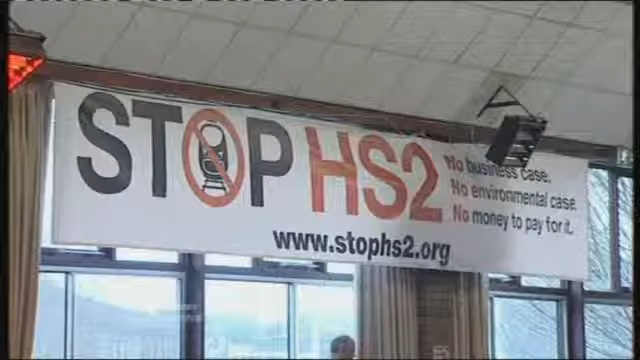 STOP HS2
No business case.
No environmental case.
No money to pay for it.
www.stophs2.org